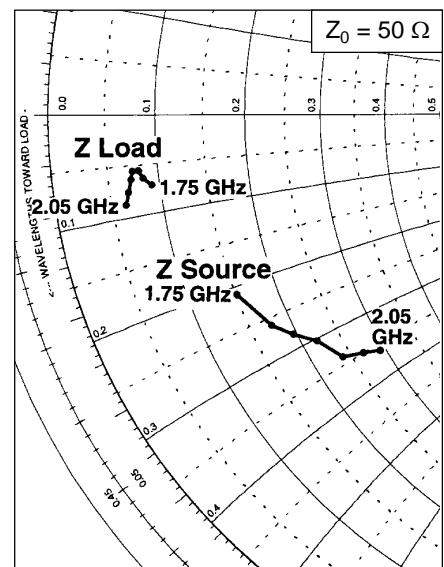 Z0 = 50 Ω
0.0
0.1
0.2
0.3
0.4
0.5
<--- WAVELENGTHS TOWARD LOAD -
Z Load
1.75 GHz
2.05 GHz
0.1
Z Source
1.75 GHz
2.05
GHz
0.2
0.3
0.4
0.05
0.45